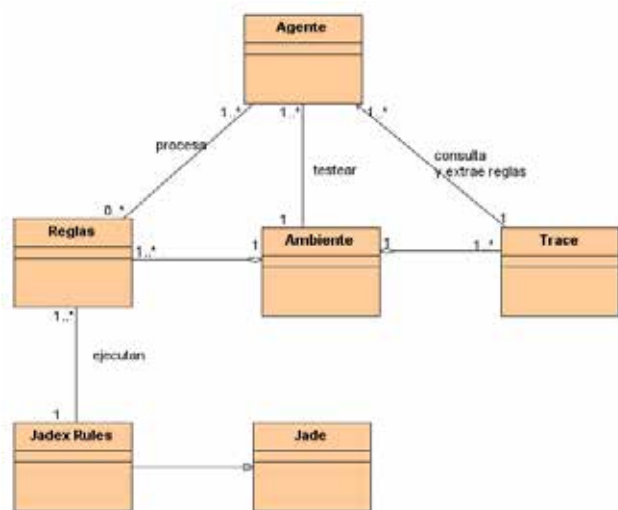 Agente
1..*
1..*
1..*
procesa
testear
consulta
y extrae reglas
0..*
1
1
Reglas
Ambiente
Trace
1..*
1
1
1..*
1..*
ejecutan
1
Jadex Rules
Jade